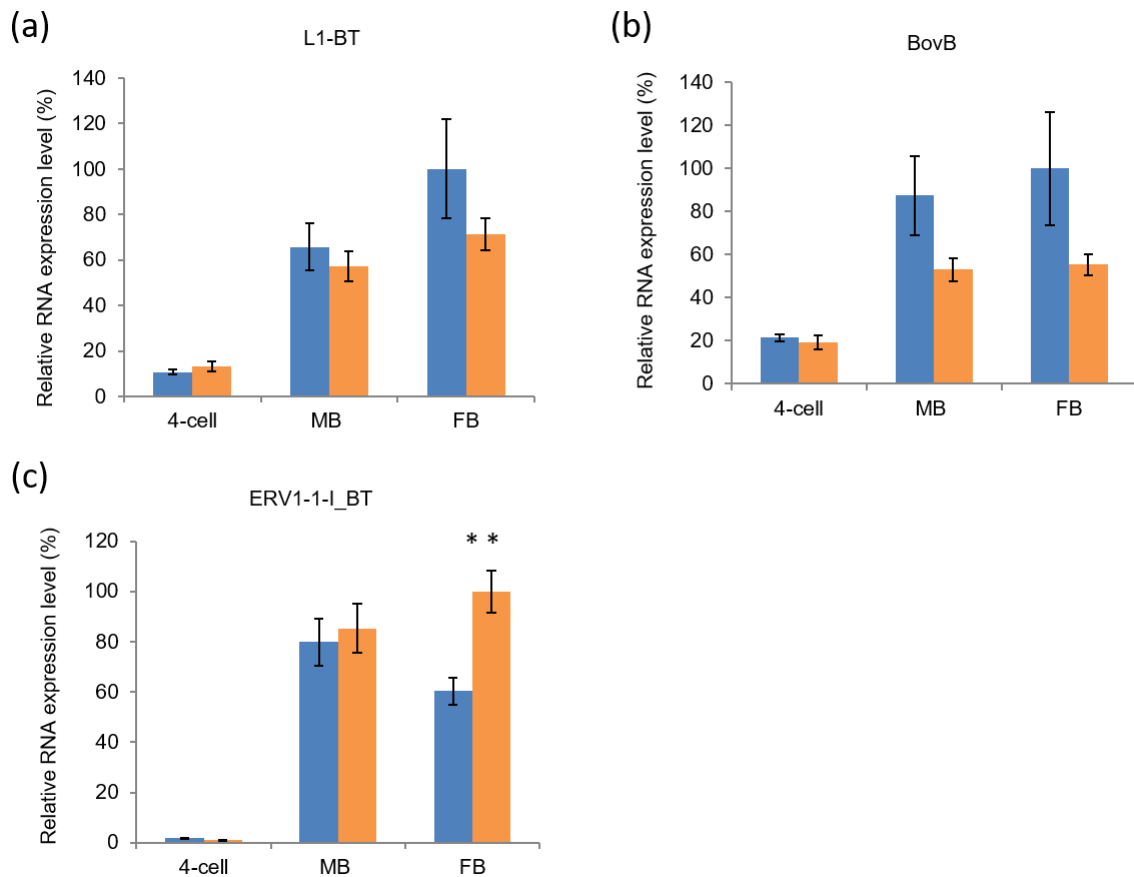 (a)
L1-BT
Relative RNA expression level (%)
140
120
100
80
60
40
20
0
4-cell MB FB
(b)
BovB
Relative RNA expression level (%)
140
120
100
80
60
40
20
0
4-cell MB FB
(c)
ERV1-1-I_BT
Relative RNA expression level (%)
120
100
80
60
40
20
0
* *
4-cell MB FB